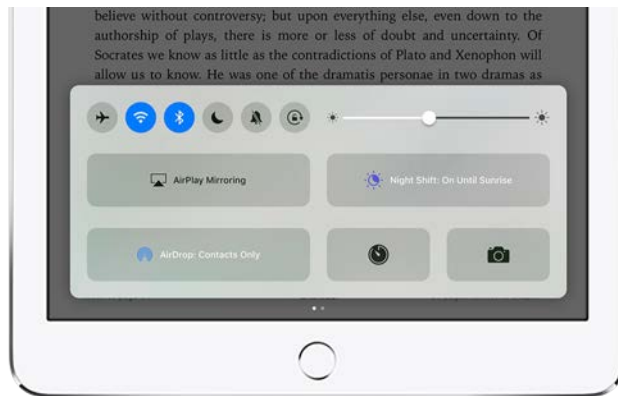 believe without controversy; but upon everything else, even down to the
authorship of plays, there is more or less of doubt and uncertainty. Of
Socrates we know as little as the contradictions of Plato and Xenophon will
allow us to know. He was one of the dramatis personae in two dramas as
AirPlay Mirroring
Night Shift: On Until Sunrise
AirDrop: Contacts Only